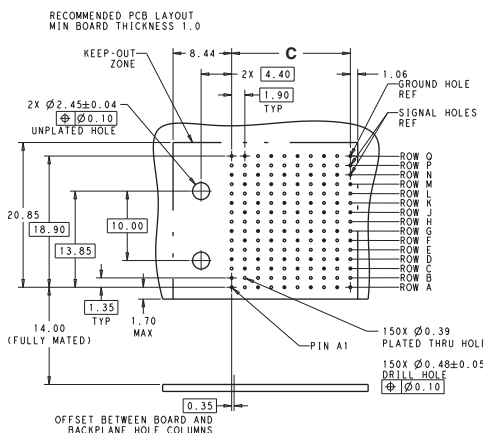 RECOMMENDED PCB LAYOUT
MIN BOARD THICKNESS 1.0
KEEP-OUT
ZONE
8.44
C
2X 4.40
1.06
1.90
TYP
GROUND HOLE
REF
2X Ø2.45±0.04
⌖ Ø0.10
UNPLATED HOLE
SIGNAL HOLES
REF
ROW Q
ROW P
ROW N
ROW M
ROW L
ROW K
ROW J
ROW H
ROW G
ROW F
ROW E
ROW D
ROW C
ROW B
ROW A
20.85
18.90
13.85
10.00
1.35
TYP
1.70
MAX
14.00
(FULLY MATED)
PIN A1
150X Ø0.39
PLATED THRU HOLE
150X Ø0.48±0.05
DRILL HOLE
⌖ Ø0.10
0.35
OFFSET BETWEEN BOARD AND
BACKPLANE HOLE COLUMNS